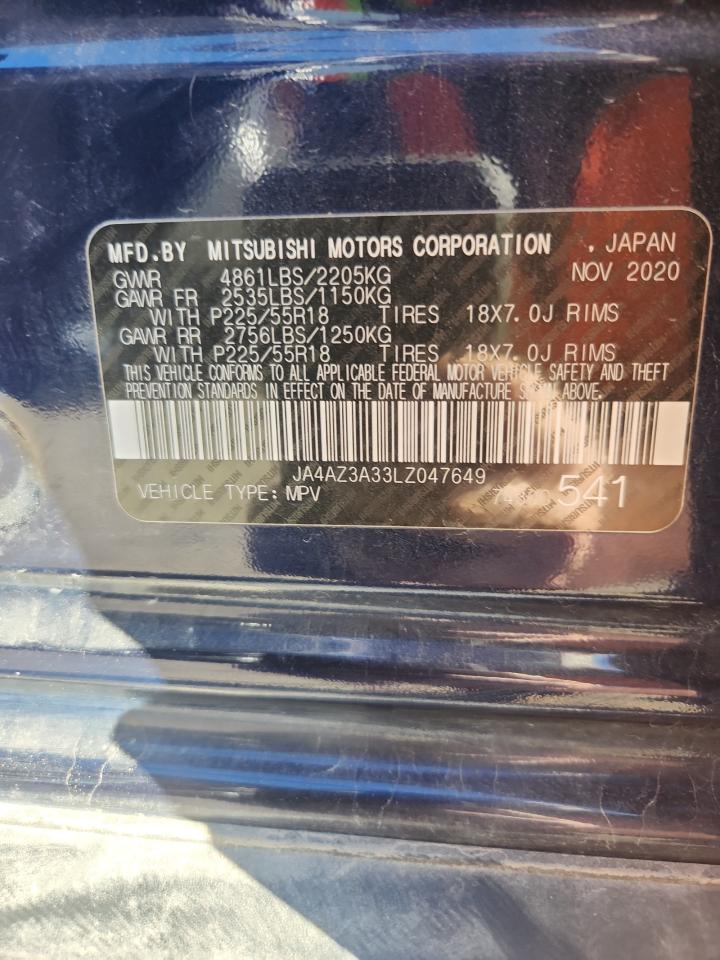 MFD.BY MITSUBISHI MOTORS CORPORATION , JAPAN
GVWR 4861LBS/2205KG NOV 2020
GAWR FR 2535LBS/1150KG
WITH P225/55R18 TIRES 18X7.0J RIMS
GAWR RR 2756LBS/1250KG
WITH P225/55R18 TIRES 18X7.0J RIMS
THIS VEHICLE CONFORMS TO ALL APPLICABLE FEDERAL MOTOR VEHICLE SAFETY AND THEFT
PREVENTION STANDARDS IN EFFECT ON THE DATE OF MANUFACTURE SHOWN ABOVE.
JA4AZ3A33LZ047649
VEHICLE TYPE:MPV 541